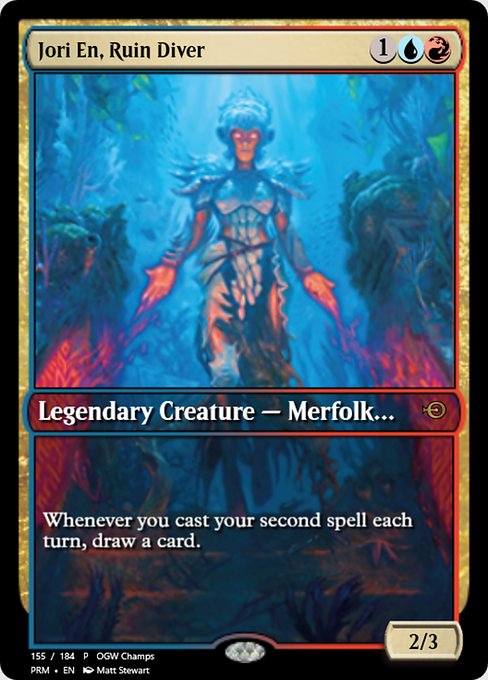 Jori En, Ruin Diver 1
Legendary Creature — Merfolk...
Whenever you cast your second spell each
turn, draw a card.
2/3
155 / 184 P OGW Champs
PRM • EN Matt Stewart